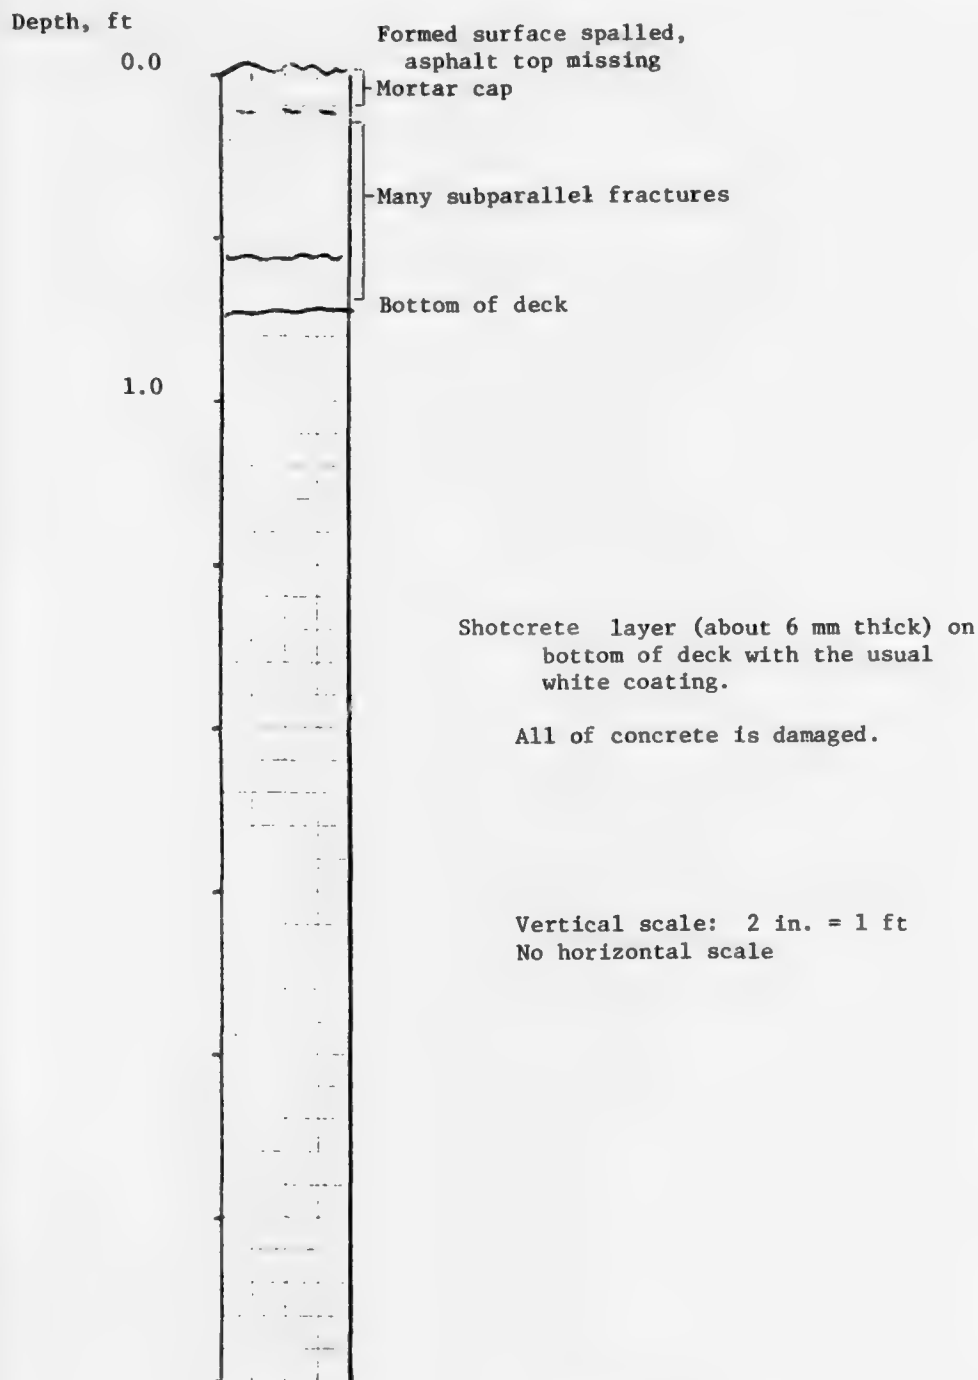 Depth, ft
0.0
Formed surface spalled,
asphalt top missing
Mortar cap
Many subparallel fractures
Bottom of deck
1.0
Shotcrete layer (about 6 mm thick) on
bottom of deck with the usual
white coating.
All of concrete is damaged.
Vertical scale: 2 in. = 1 ft
No horizontal scale